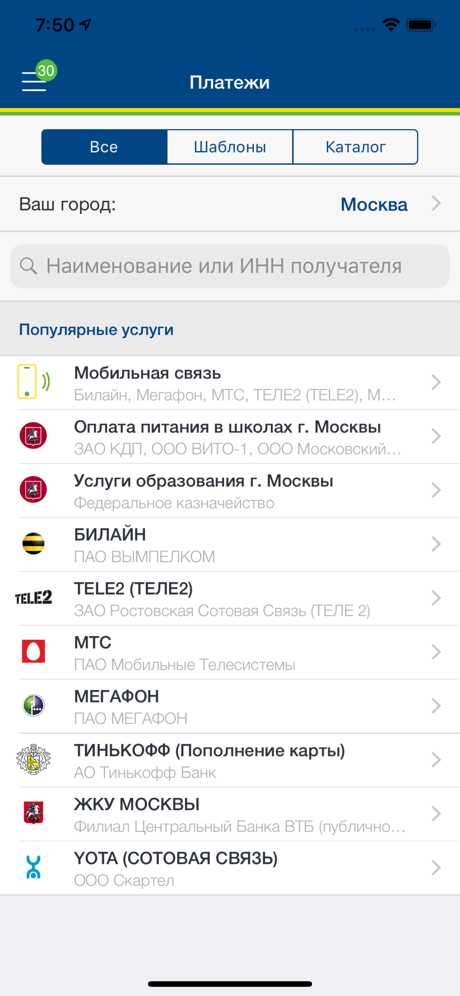 7:50
30
Платежи
Все
Шаблоны
Каталог
Ваш город:
Москва
Наименование или ИНН получателя
Популярные услуги
Мобильная связь
Билайн, Мегафон, МТС, ТЕЛЕ2 (TELE2), М...
Оплата питания в школах г. Москвы
ЗАО КДП, ООО ВИТО-1, ООО Московский...
Услуги образования г. Москвы
Федеральное казначейство
БИЛАЙН
ПАО ВЫМПЕЛКОМ
TELE2
TELE2 (ТЕЛЕ2)
ЗАО Ростовская Сотовая Связь (ТЕЛЕ 2)
МТС
ПАО Мобильные Телесистемы
МЕГАФОН
ПАО МЕГАФОН
ТИНЬКОФФ (Пополнение карты)
АО Тинькофф Банк
ЖКУ МОСКВЫ
Филиал Центральный Банка ВТБ (публично...
YOTA (СОТОВАЯ СВЯЗЬ)
ООО Скартел